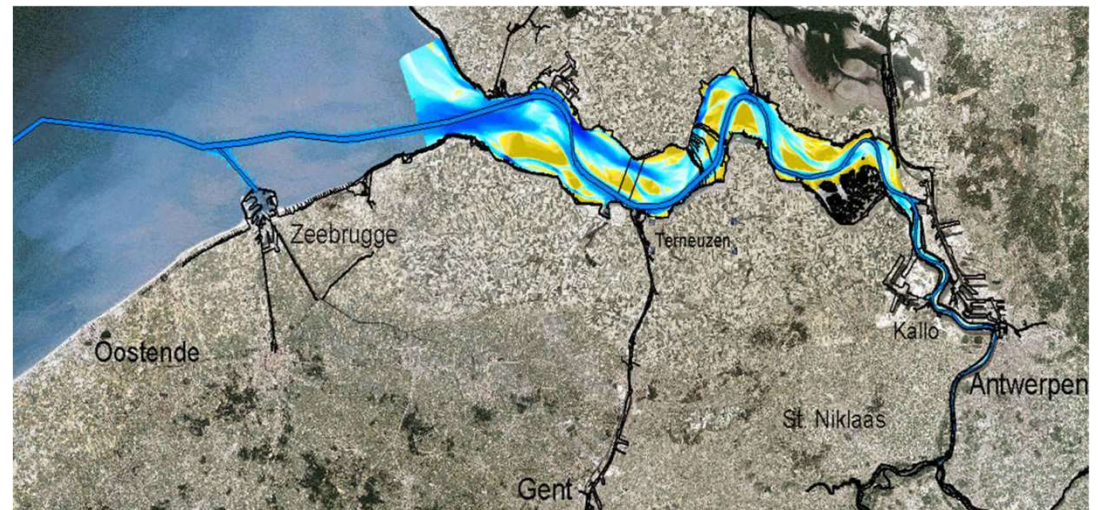 Zeebrugge
Terneuzen
Oostende
Kallo
Antwerpen
St. Niklaas
Gent